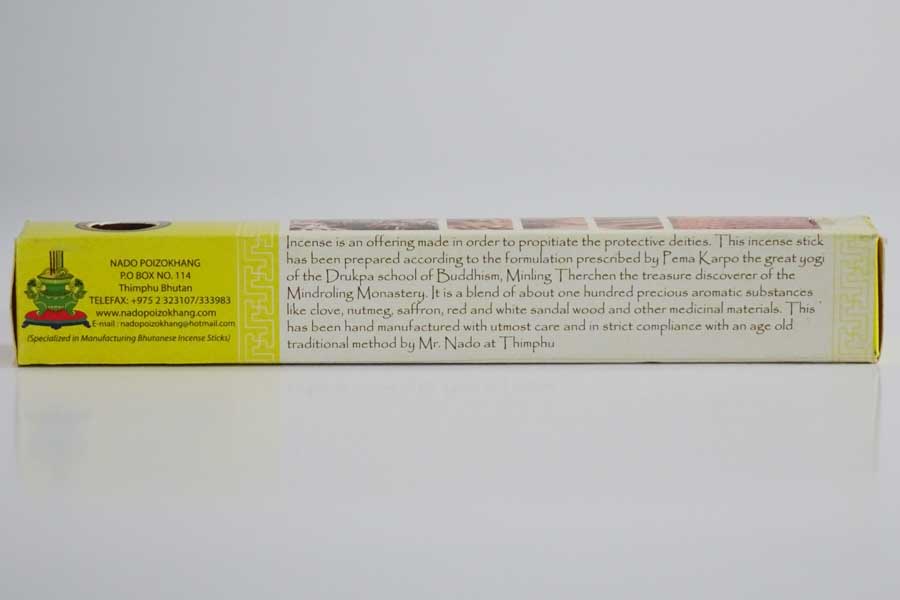 NADO POIZOKHANG
P.O BOX NO. 114
Thimphu Bhutan
TELEFAX: +975 2 323107/333983
www.nadopoizokhang.com
E-mail : nadopoizokhang@hotmail.com
(Specialized in Manufacturing Bhutanese Incense Sticks)
Incense is an offering made in order to propitiate the protective deities. This incense stick
has been prepared according to the formulation prescribed by Pema Karpo the great yogi
of the Drukpa school of Buddhism, Minling Therchen the treasure discoverer of the
Mindroling Monastery. It is a blend of about one hundred precious aromatic substances
like clove, nutmeg, saffron, red and white sandal wood and other medicinal materials. This
has been hand manufactured with utmost care and in strict compliance with an age old
traditional method by Mr. Nado at Thimphu